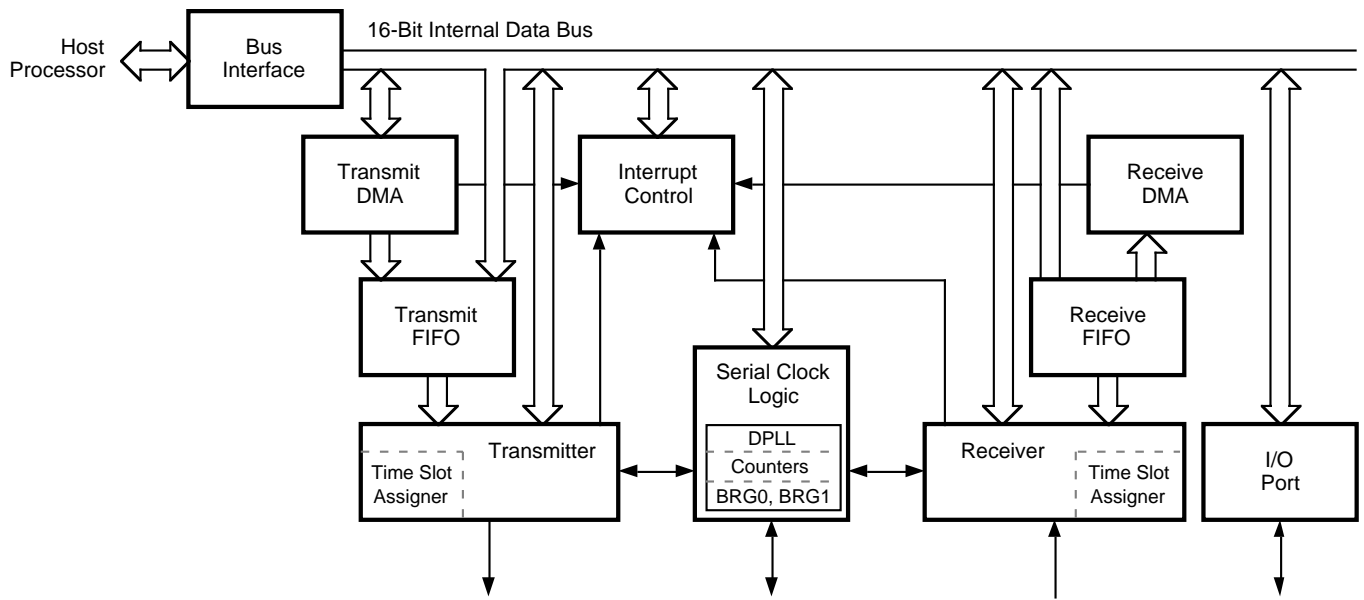 16-Bit Internal Data Bus
Host
Processor
Bus
Interface
Transmit
DMA
Interrupt
Control
Receive
DMA
Transmit
FIFO
Receive
FIFO
Serial Clock
Logic
DPLL
Counters
BRG0, BRG1
Transmitter
Time Slot
Assigner
Receiver
Time Slot
Assigner
I/O
Port